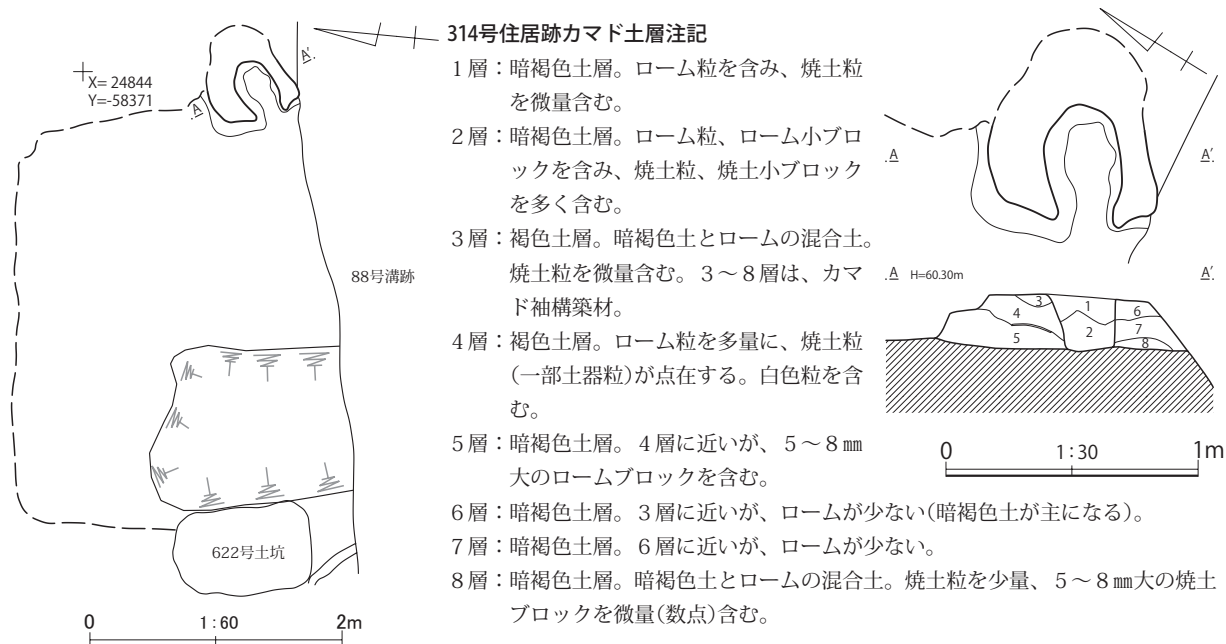 X= 24844
Y=-58371
A
A′
88号溝跡
622号土坑
0 1:60 2m
314号住居跡カマド土層注記
1層：暗褐色土層。ローム粒を含み、焼土粒
を微量含む。
2層：暗褐色土層。ローム粒、ローム小ブロ
ックを含み、焼土粒、焼土小ブロック
を多く含む。
3層：褐色土層。暗褐色土とロームの混合土。
焼土粒を微量含む。3～8層は、カマ
ド袖構築材。
4層：褐色土層。ローム粒を多量に、焼土粒
(一部土器粒)が点在する。白色粒を含
む。
5層：暗褐色土層。4層に近いが、5～8㎜
大のロームブロックを含む。
6層：暗褐色土層。3層に近いが、ロームが少ない(暗褐色土が主になる)。
7層：暗褐色土層。6層に近いが、ロームが少ない。
8層：暗褐色土層。暗褐色土とロームの混合土。焼土粒を少量、5～8㎜大の焼土
ブロックを微量(数点)含む。
A A′
A H=60.30m A′
3
1
4
6
2
7
5
8
0 1:30 1m